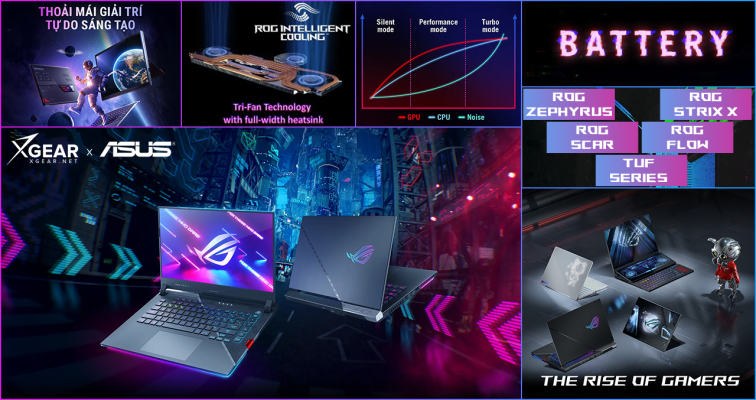 THOẢI MÁI GIẢI TRÍ
TỰ DO SÁNG TẠO
ROG INTELLIGENT
COOLING
Tri-Fan Technology
with full-width heatsink
Silent
mode
Performance
mode
Turbo
mode
GPU CPU Noise
BATTERY
ROG
ZEPHYRUS
ROG
STRIX X
ROG
SCAR
ROG
FLOW
TUF
SERIES
XGEAR x ASUS
XGEAR.NET
THE RISE OF GAMERS